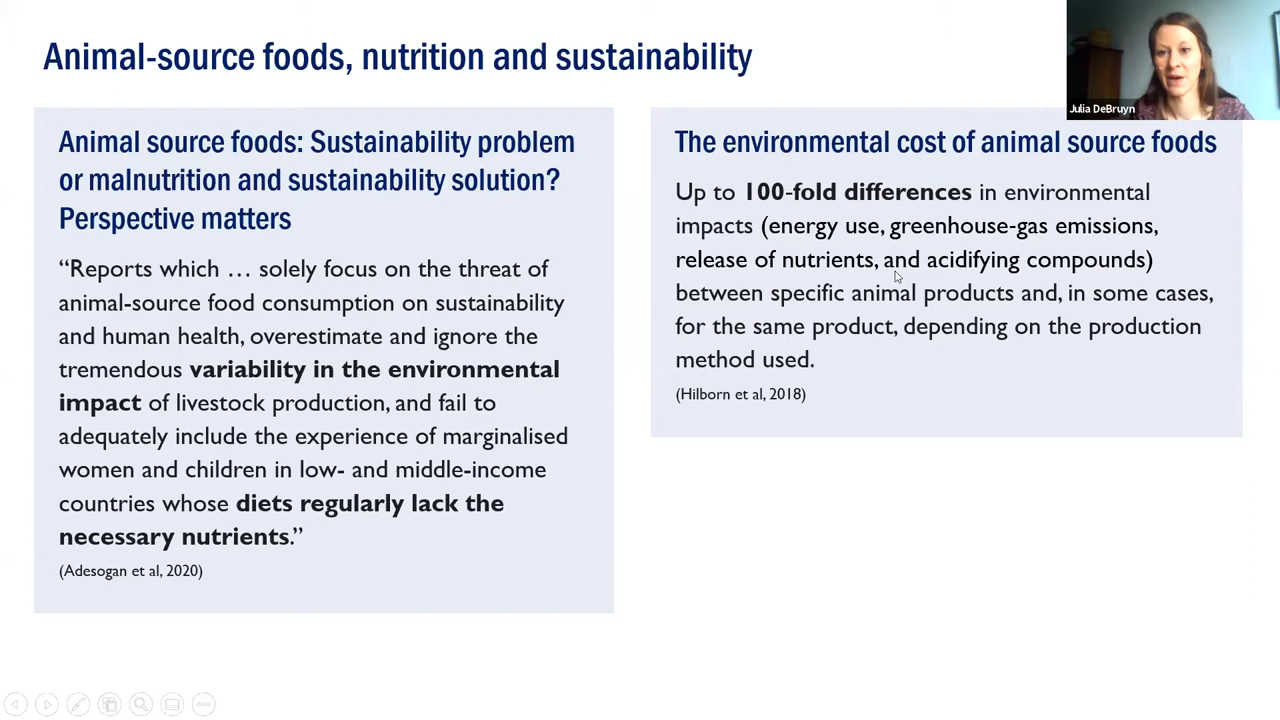 Animal-source foods, nutrition and sustainability
Julia DeBruyn
Animal source foods: Sustainability problem
or malnutrition and sustainability solution?
Perspective matters
“Reports which … solely focus on the threat of
animal-source food consumption on sustainability
and human health, overestimate and ignore the
tremendous variability in the environmental
impact of livestock production, and fail to
adequately include the experience of marginalised
women and children in low- and middle-income
countries whose diets regularly lack the
necessary nutrients.”
(Adesogan et al, 2020)
The environmental cost of animal source foods
Up to 100-fold differences in environmental
impacts (energy use, greenhouse-gas emissions,
release of nutrients, and acidifying compounds)
between specific animal products and, in some cases,
for the same product, depending on the production
method used.
(Hilborn et al, 2018)